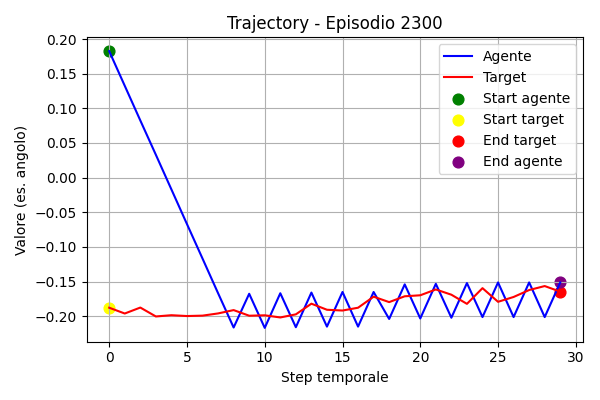 Trajectory - Episodio 2300
Agente
Target
Start agente
Start target
End target
End agente
Valore (es. angolo)
0.20
0.15
0.10
0.05
0.00
−0.05
−0.10
−0.15
−0.20
0 5 10 15 20 25 30
Step temporale